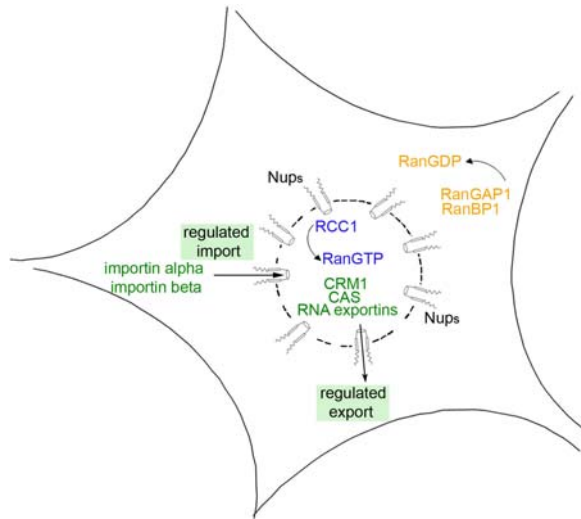 RanGDP
RanGAP1
RanBP1
Nups
RCC1
regulated
import
RanGTP
importin alpha
importin beta
CRM1
CAS
RNA exportins
Nups
regulated
export